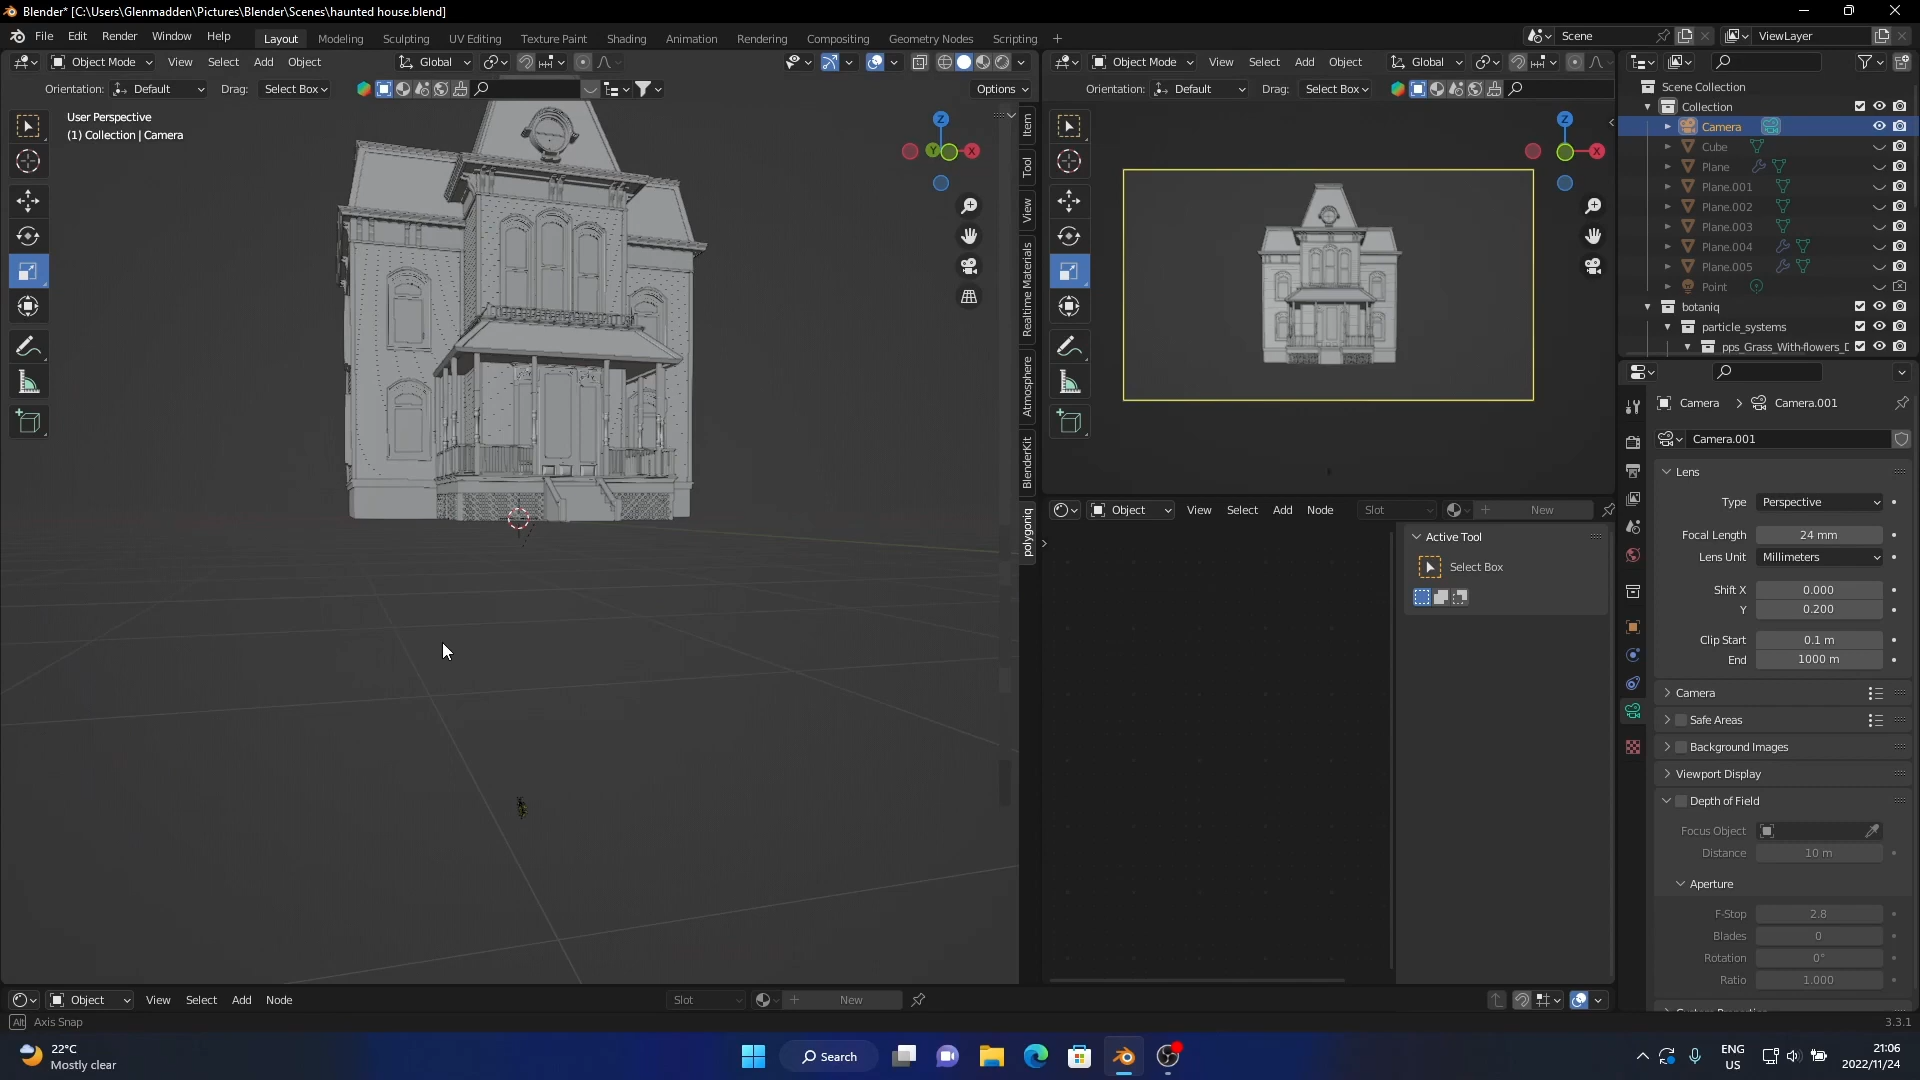 Blender* [C:\Users\Glenmadden\Pictures\Blender\Scenes\haunted house.blend]
File Edit Render Window Help Layout Modeling Sculpting UV Editing Texture Paint Shading Animation Rendering Compositing Geometry Nodes Scripting + Scene ViewLayer
Object Mode View Select Add Object Global
Object Mode View Select Add Object Global
Orientation: Default Drag: Select Box Options
Orientation: Default Drag: Select Box
User Perspective
(1) Collection | Camera
Z
Y
X
Z
X
Item
Tool
View
Realtime Materials
Atmosphere
BlenderKit
polygoniq
Scene Collection
Collection
Camera
Cube
Plane
Plane.001
Plane.002
Plane.003
Plane.004
Plane.005
Point
botaniq
particle_systems
pps_Grass_With-flowers_D
Object View Select Add Node Slot New
Active Tool
Select Box
Camera Camera.001
Camera.001
Lens
Type Perspective
Focal Length 24 mm
Lens Unit Millimeters
Shift X 0.000
Y 0.200
Clip Start 0.1 m
End 1000 m
Camera
Safe Areas
Background Images
Viewport Display
Depth of Field
Focus Object
Distance 10 m
Aperture
F-Stop 2.8
Blades 0
Rotation 0°
Ratio 1.000
Object View Select Add Node Slot New
Alt Axis Snap
3.3.1
22°C
Mostly clear
Search
ENG
US
21:06
2022/11/24